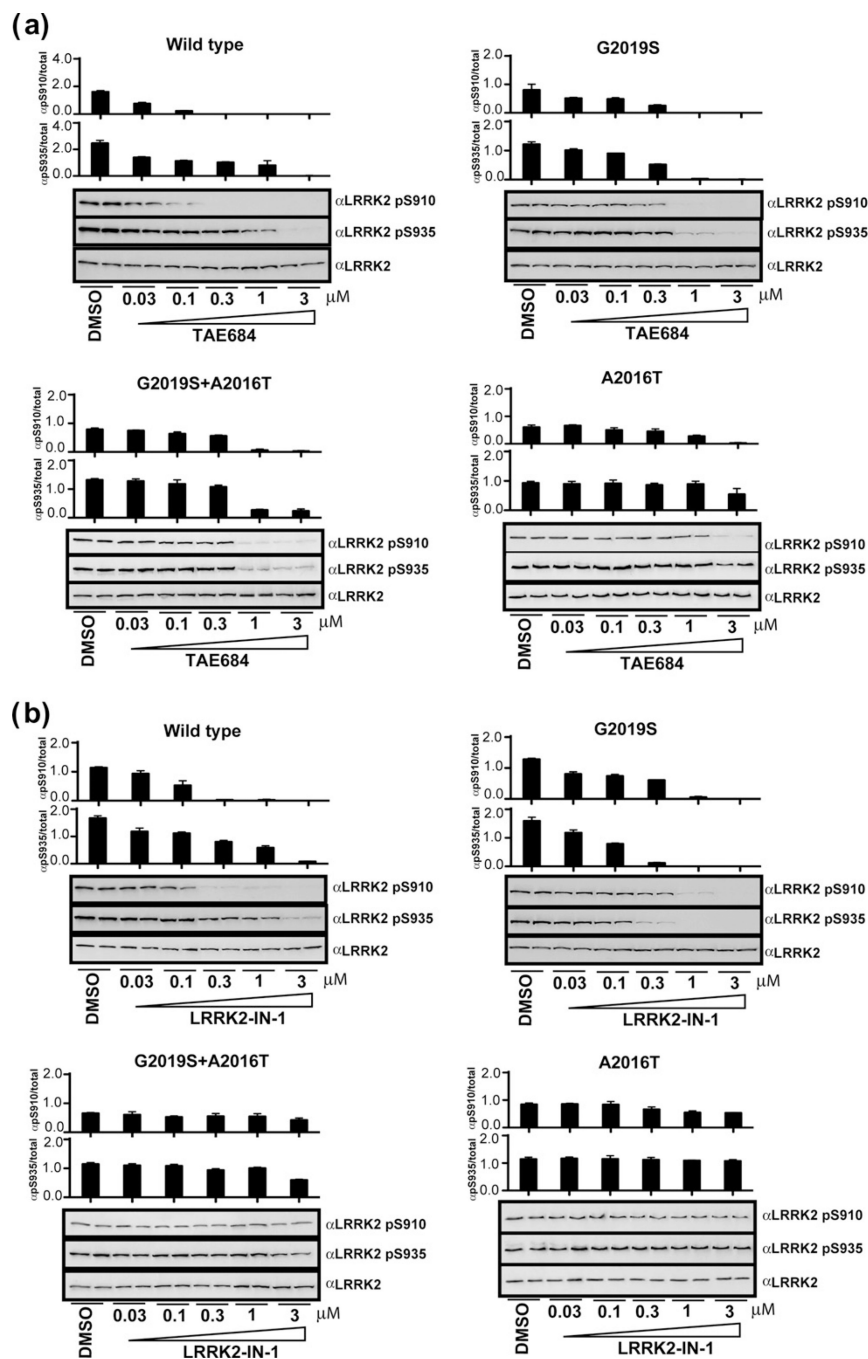 (a)
Wild type
αpS910/total
4.0
2.0
0.0
αpS935/total
4.0
2.0
0.0
αLRRK2 pS910
αLRRK2 pS935
αLRRK2
DMSO
0.03 0.1 0.3 1 3 μM
TAE684
G2019S
αpS910/total
2.0
1.0
0.0
αpS935/total
2.0
1.0
0.0
αLRRK2 pS910
αLRRK2 pS935
αLRRK2
DMSO
0.03 0.1 0.3 1 3 μM
TAE684
G2019S+A2016T
αpS910/total
2.0
1.0
0.0
αpS935/total
2.0
1.0
0.0
αLRRK2 pS910
αLRRK2 pS935
αLRRK2
DMSO
0.03 0.1 0.3 1 3 μM
TAE684
A2016T
αpS910/total
2.0
1.0
0.0
αpS935/total
2.0
1.0
0.0
αLRRK2 pS910
αLRRK2 pS935
αLRRK2
DMSO
0.03 0.1 0.3 1 3 μM
TAE684
(b)
Wild type
αpS910/total
2.0
1.0
0.0
αpS935/total
2.0
1.0
0.0
αLRRK2 pS910
αLRRK2 pS935
αLRRK2
DMSO
0.03 0.1 0.3 1 3 μM
LRRK2-IN-1
G2019S
αpS910/total
2.0
1.0
0.0
αpS935/total
2.0
1.0
0.0
αLRRK2 pS910
αLRRK2 pS935
αLRRK2
DMSO
0.03 0.1 0.3 1 3 μM
LRRK2-IN-1
G2019S+A2016T
αpS910/total
2.0
1.0
0.0
αpS935/total
2.0
1.0
0.0
αLRRK2 pS910
αLRRK2 pS935
αLRRK2
DMSO
0.03 0.1 0.3 1 3 μM
LRRK2-IN-1
A2016T
αpS910/total
2.0
1.0
0.0
αpS935/total
2.0
1.0
0.0
αLRRK2 pS910
αLRRK2 pS935
αLRRK2
DMSO
0.03 0.1 0.3 1 3 μM
LRRK2-IN-1